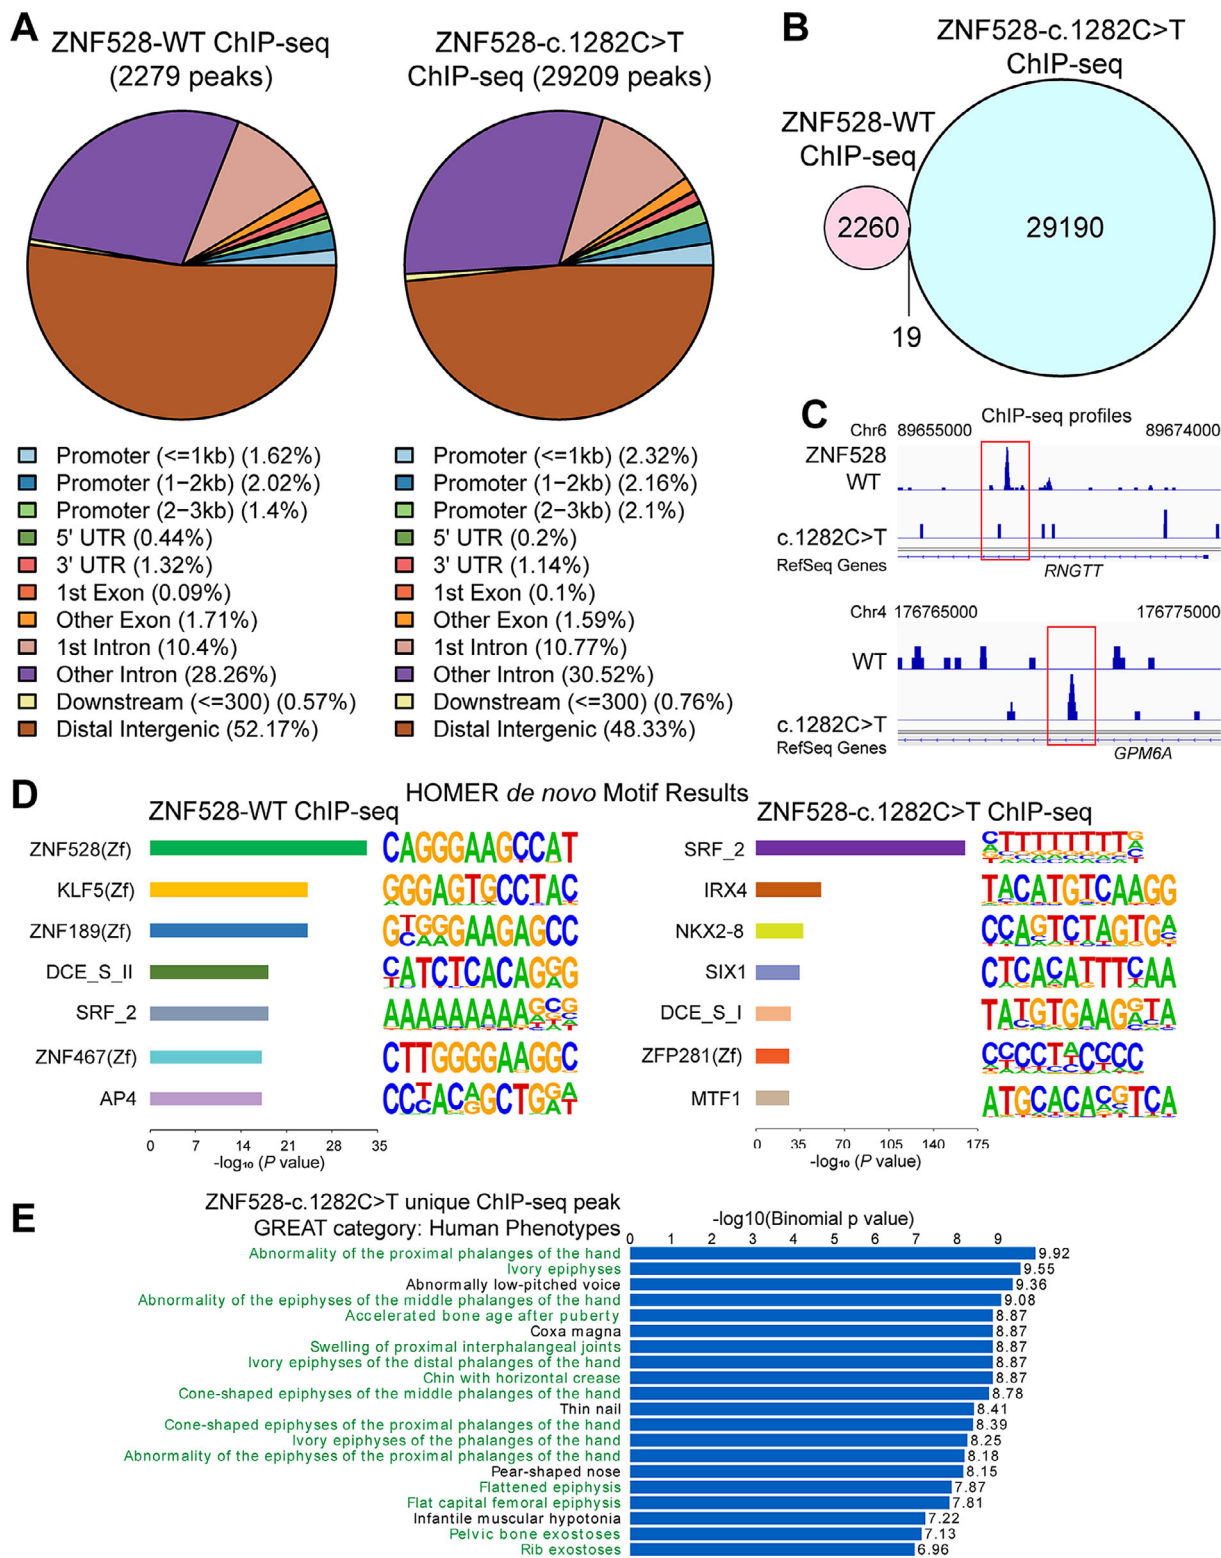 A
ZNF528-WT ChIP-seq
(2279 peaks)
ZNF528-c.1282C>T
ChIP-seq (29209 peaks)
Promoter (<=1kb) (1.62%)
Promoter (1−2kb) (2.02%)
Promoter (2−3kb) (1.4%)
5' UTR (0.44%)
3' UTR (1.32%)
1st Exon (0.09%)
Other Exon (1.71%)
1st Intron (10.4%)
Other Intron (28.26%)
Downstream (<=300) (0.57%)
Distal Intergenic (52.17%)
Promoter (<=1kb) (2.32%)
Promoter (1−2kb) (2.16%)
Promoter (2−3kb) (2.1%)
5' UTR (0.2%)
3' UTR (1.14%)
1st Exon (0.1%)
Other Exon (1.59%)
1st Intron (10.77%)
Other Intron (30.52%)
Downstream (<=300) (0.76%)
Distal Intergenic (48.33%)
B
ZNF528-c.1282C>T
ChIP-seq
ZNF528-WT
ChIP-seq
2260
29190
19
C
ChIP-seq profiles
Chr6 89655000 89674000
ZNF528
WT
c.1282C>T
RefSeq Genes
RNGTT
Chr4 176765000 176775000
WT
c.1282C>T
RefSeq Genes
GPM6A
D
HOMER de novo Motif Results
ZNF528-WT ChIP-seq
ZNF528(Zf) CAGGGAAGCCAT
KLF5(Zf) GGGAGTGCCTAC
ZNF189(Zf)
DCE_S_II
SRF_2
ZNF467(Zf) CTTGGGGAAGGC
AP4
0 7 14 21 28 35
-log₁₀ (P value)
ZNF528-c.1282C>T ChIP-seq
SRF_2
IRX4 TACATGTCAAGG
NKX2-8
SIX1
DCE_S_I
ZFP281(Zf)
MTF1
0 35 70 105 140 175
-log₁₀ (P value)
E
ZNF528-c.1282C>T unique ChIP-seq peak
GREAT category: Human Phenotypes
-log10(Binomial p value)
0 1 2 3 4 5 6 7 8 9
Abnormality of the proximal phalanges of the hand 9.92
Ivory epiphyses 9.55
Abnormally low-pitched voice 9.36
Abnormality of the epiphyses of the middle phalanges of the hand 9.08
Accelerated bone age after puberty 8.87
Coxa magna 8.87
Swelling of proximal interphalangeal joints 8.87
Ivory epiphyses of the distal phalanges of the hand 8.87
Chin with horizontal crease 8.87
Cone-shaped epiphyses of the middle phalanges of the hand 8.78
Thin nail 8.41
Cone-shaped epiphyses of the proximal phalanges of the hand 8.39
Ivory epiphyses of the phalanges of the hand 8.25
Abnormality of the epiphyses of the proximal phalanges of the hand 8.18
Pear-shaped nose 8.15
Flattened epiphysis 7.87
Flat capital femoral epiphysis 7.81
Infantile muscular hypotonia 7.22
Pelvic bone exostoses 7.13
Rib exostoses 6.96